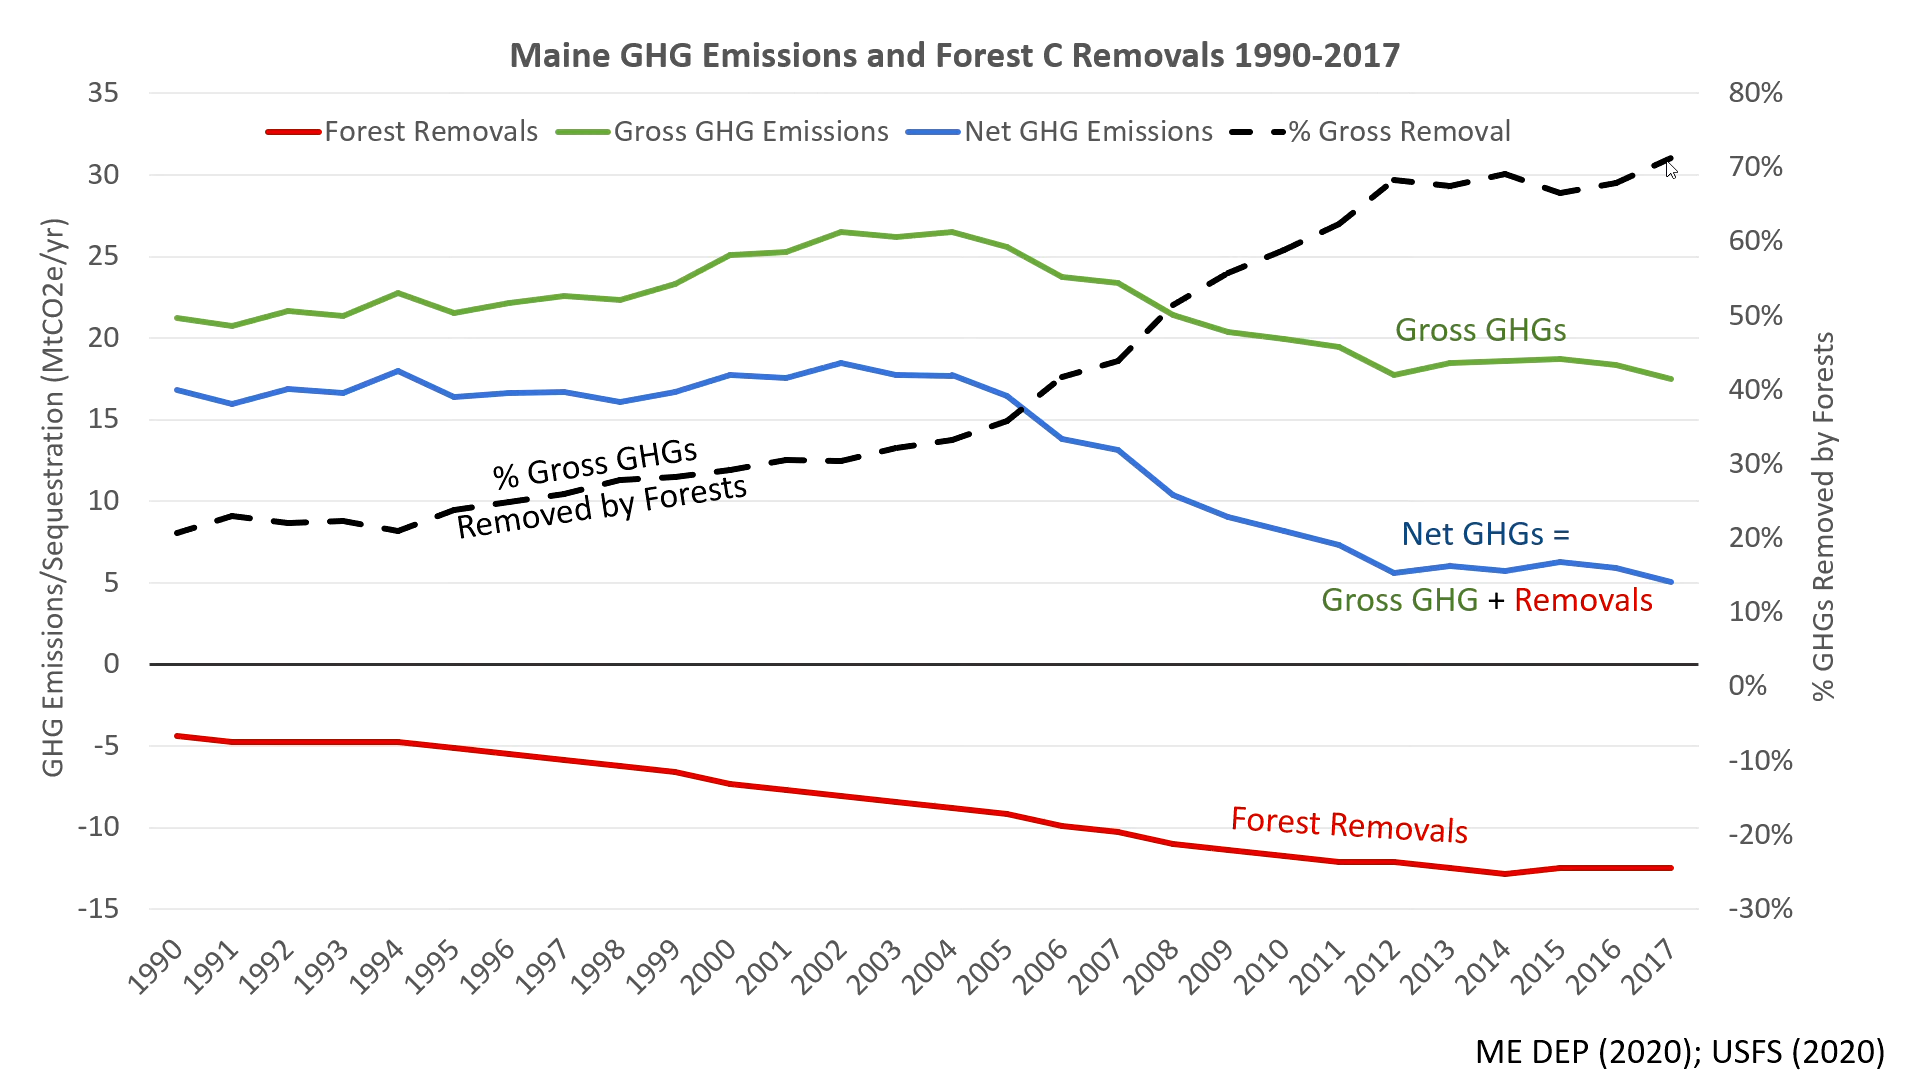 Maine GHG Emissions and Forest C Removals 1990-2017
Forest Removals Gross GHG Emissions Net GHG Emissions % Gross Removal
GHG Emissions/Sequestration (MtCO2e/yr)
35
30
25
20
15
10
5
0
-5
-10
-15
% Gross GHGs
Removed by Forests
Gross GHGs
Net GHGs =
Gross GHG + Removals
Forest Removals
80%
70%
60%
50%
40%
30%
20%
10%
0%
-10%
-20%
-30%
% GHGs Removed by Forests
1990 1991 1992 1993 1994 1995 1996 1997 1998 1999 2000 2001 2002 2003 2004 2005 2006 2007 2008 2009 2010 2011 2012 2013 2014 2015 2016 2017
ME DEP (2020); USFS (2020)